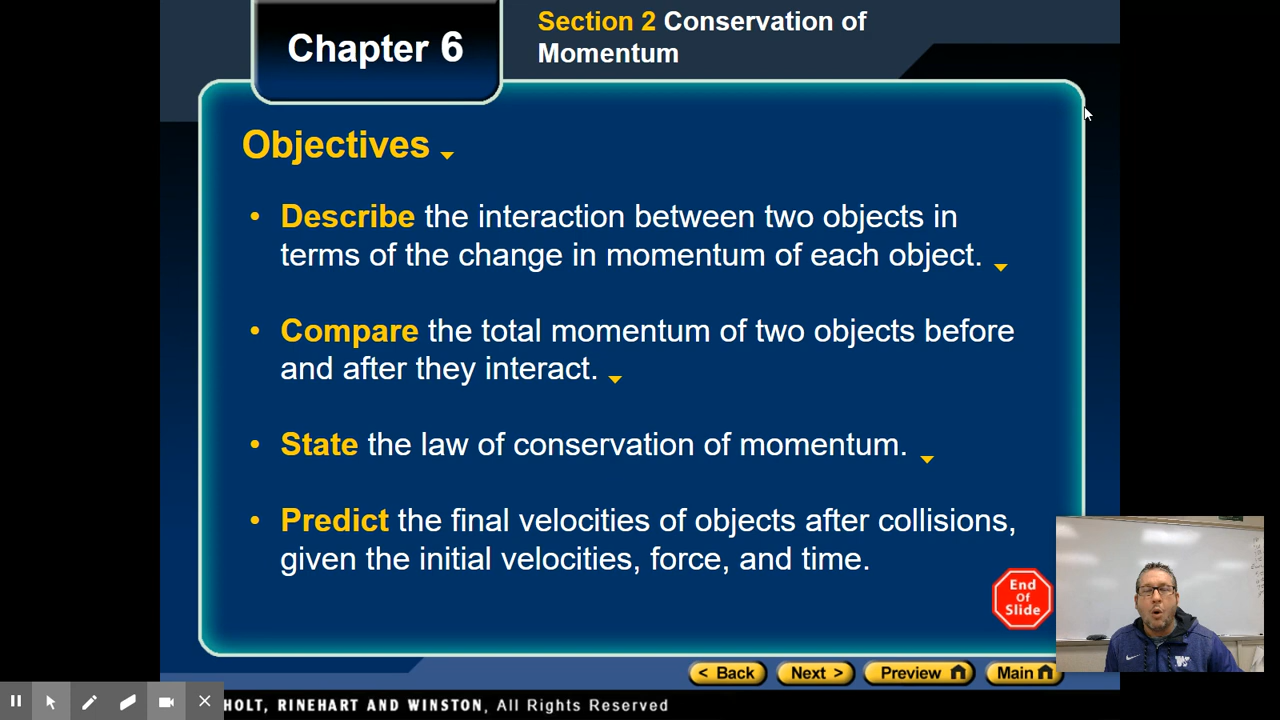 Chapter 6
Section 2 Conservation of
Momentum
Objectives
• Describe the interaction between two objects in
terms of the change in momentum of each object.
• Compare the total momentum of two objects before
and after they interact.
• State the law of conservation of momentum.
• Predict the final velocities of objects after collisions,
given the initial velocities, force, and time.
End
Of
Slide
< Back
Next >
Preview
Main
HOLT, RINEHART AND WINSTON, All Rights Reserved
W